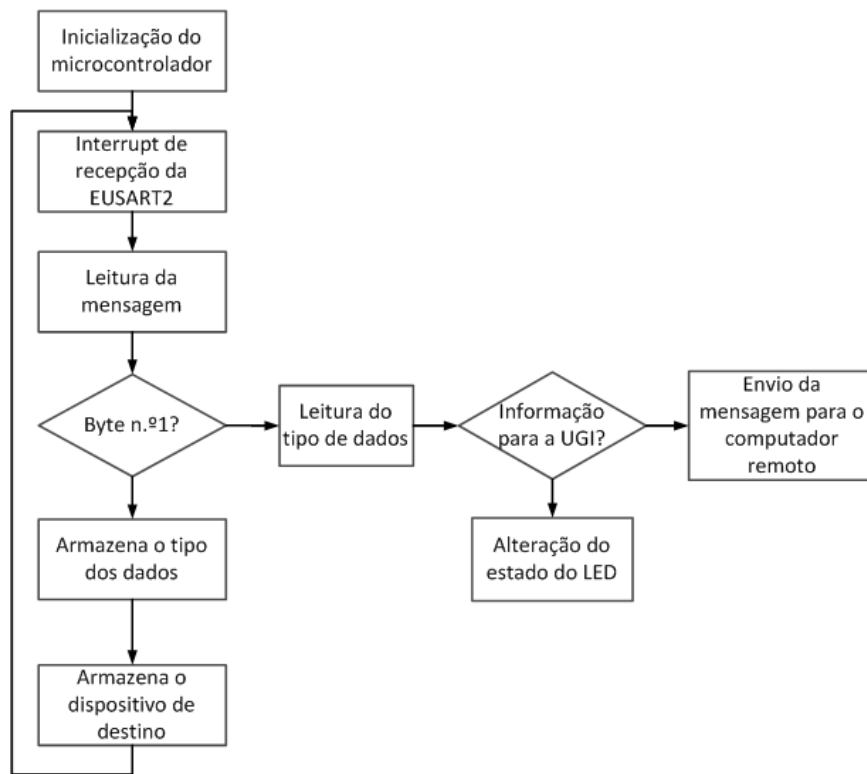 Inicialização do
microcontrolador
Interrupt de
recepção da
EUSART2
Leitura da
mensagem
Byte n.º1?
Leitura do
tipo de dados
Informação
para a UGI?
Envio da
mensagem para o
computador
remoto
Armazena o tipo
dos dados
Alteração do
estado do LED
Armazena o
dispositivo de
destino